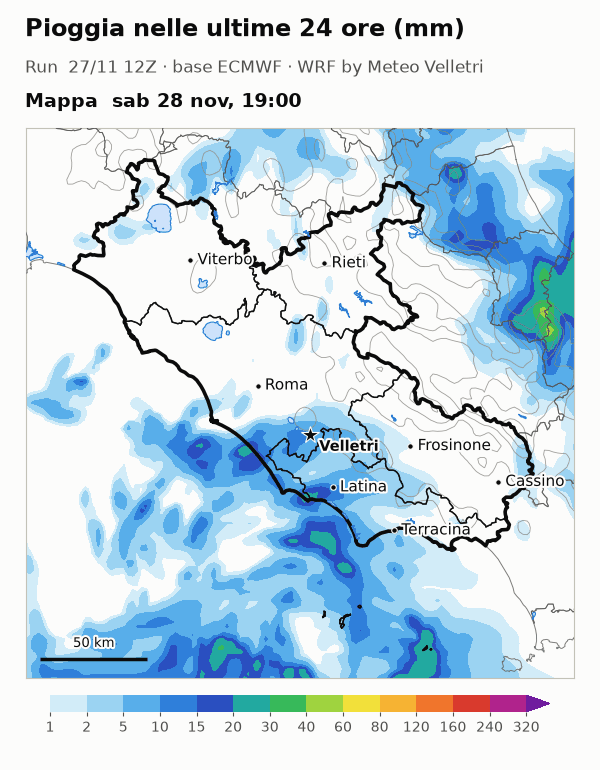 Pioggia nelle ultime 24 ore (mm)
Run  27/11 12Z · base ECMWF · WRF by Meteo Velletri
Mappa  sab 28 nov, 19:00
Viterbo
Rieti
Roma
Velletri
Frosinone
Latina
Cassino
Terracina
50 km
1 2 5 10 15 20 30 40 60 80 120 160 240 320